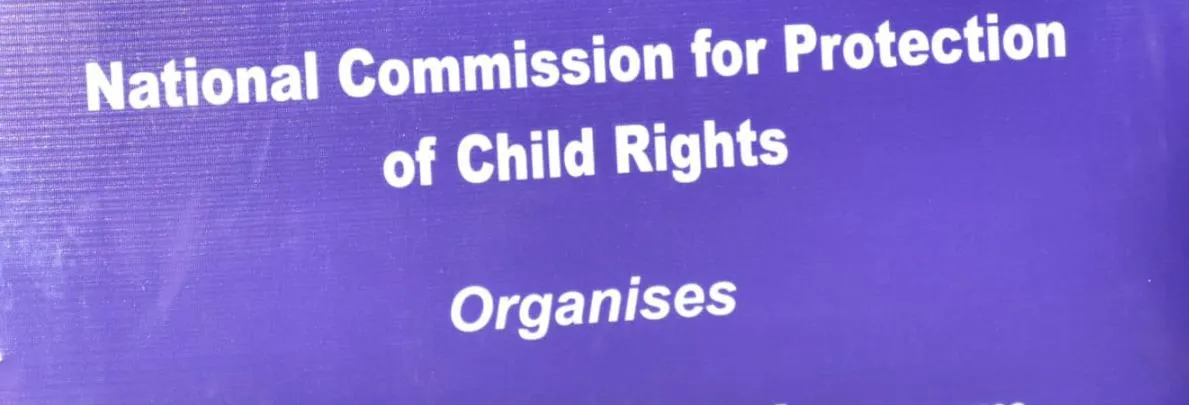 National Commission for Protection
of Child Rights
Organises